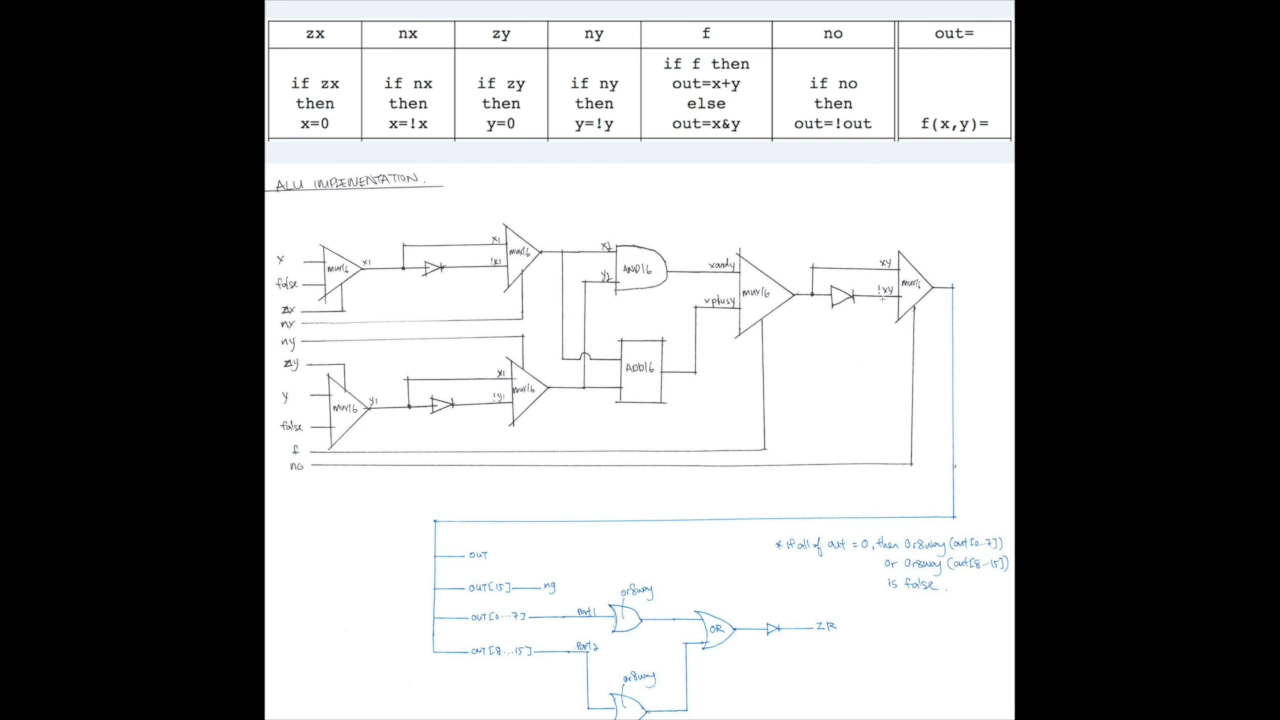 zx nx zy ny f no out=
if zx then x=0
if nx then x=!x
if zy then y=0
if ny then y=!y
if f then out=x+y else out=x&y
if no then out=!out
f(x,y)=
ALU IMPLEMENTATION.
x
false
zx
nx
ny
zy
y
false
f
no
mux16
x1
x1
!x1
mux16
mux16
y1
y1
!y1
mux16
y2
AND16
ADD16
xandy
xplusy
mux16
xy
!xy
mux16
* if all of out = 0, then Or8way (out[0..7])
or Or8way (out[8..15])
is false.
OUT
OUT[15] ng
OUT[0...7] Part1
or8way
OR
ZR
OUT[8...15] Part2
or8way